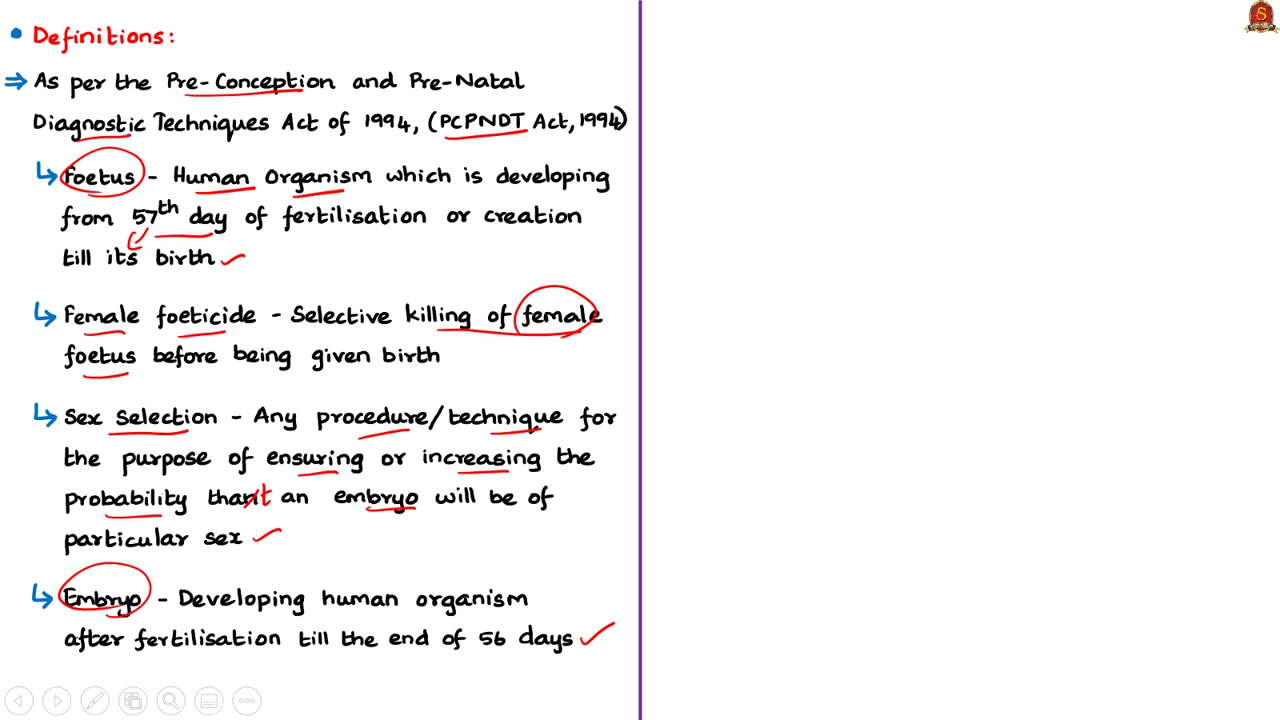 Definitions:
As per the Pre-Conception and Pre-Natal
Diagnostic Techniques Act of 1994, (PCPNDT Act, 1994)
Foetus - Human Organism which is developing
from 57th day of fertilisation or creation
till its birth
Female foeticide - Selective killing of female
foetus before being given birth
Sex Selection - Any procedure/technique for
the purpose of ensuring or increasing the
probability that an embryo will be of
particular sex
Embryo - Developing human organism
after fertilisation till the end of 56 days
S